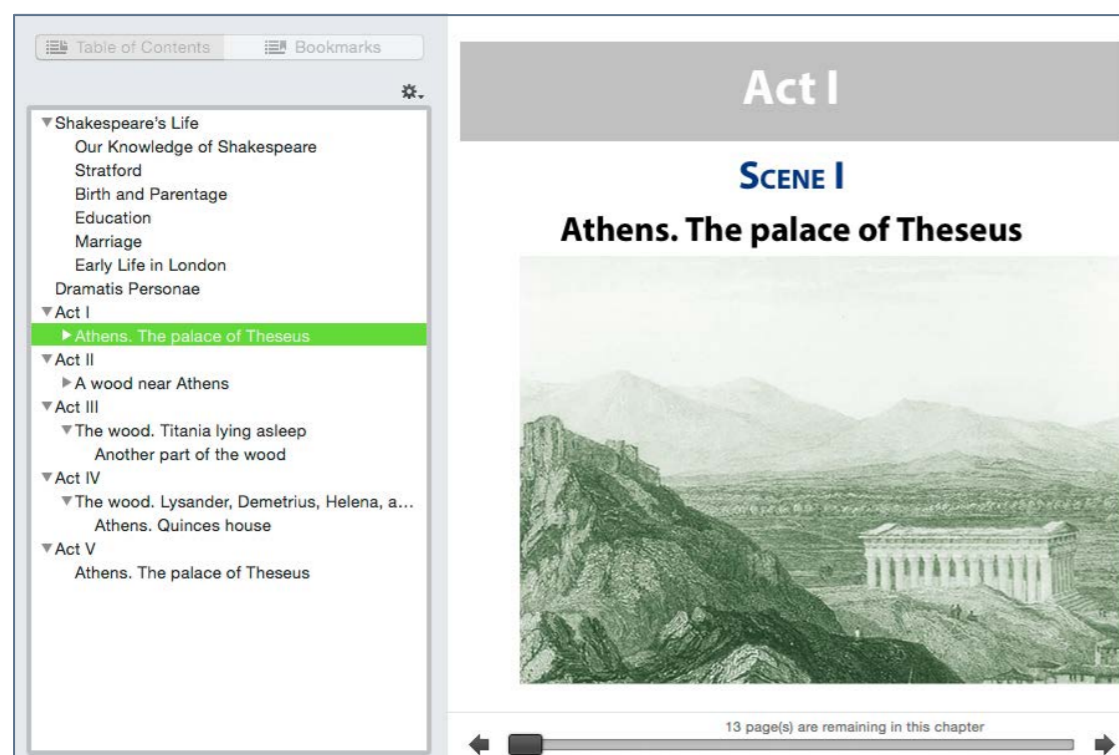 Table of Contents
Bookmarks
Shakespeare's Life
Our Knowledge of Shakespeare
Stratford
Birth and Parentage
Education
Marriage
Early Life in London
Dramatis Personae
Act I
Athens. The palace of Theseus
Act II
A wood near Athens
Act III
The wood. Titania lying asleep
Another part of the wood
Act IV
The wood. Lysander, Demetrius, Helena, a...
Athens. Quinces house
Act V
Athens. The palace of Theseus
Act I
SCENE I
Athens. The palace of Theseus
13 page(s) are remaining in this chapter